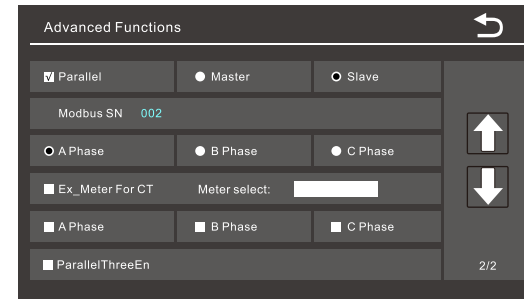 Advanced Functions
Parallel Master Slave
Modbus SN 002
A Phase B Phase C Phase
Ex_Meter For CT Meter select:
A Phase B Phase C Phase
ParallelThreeEn
2/2